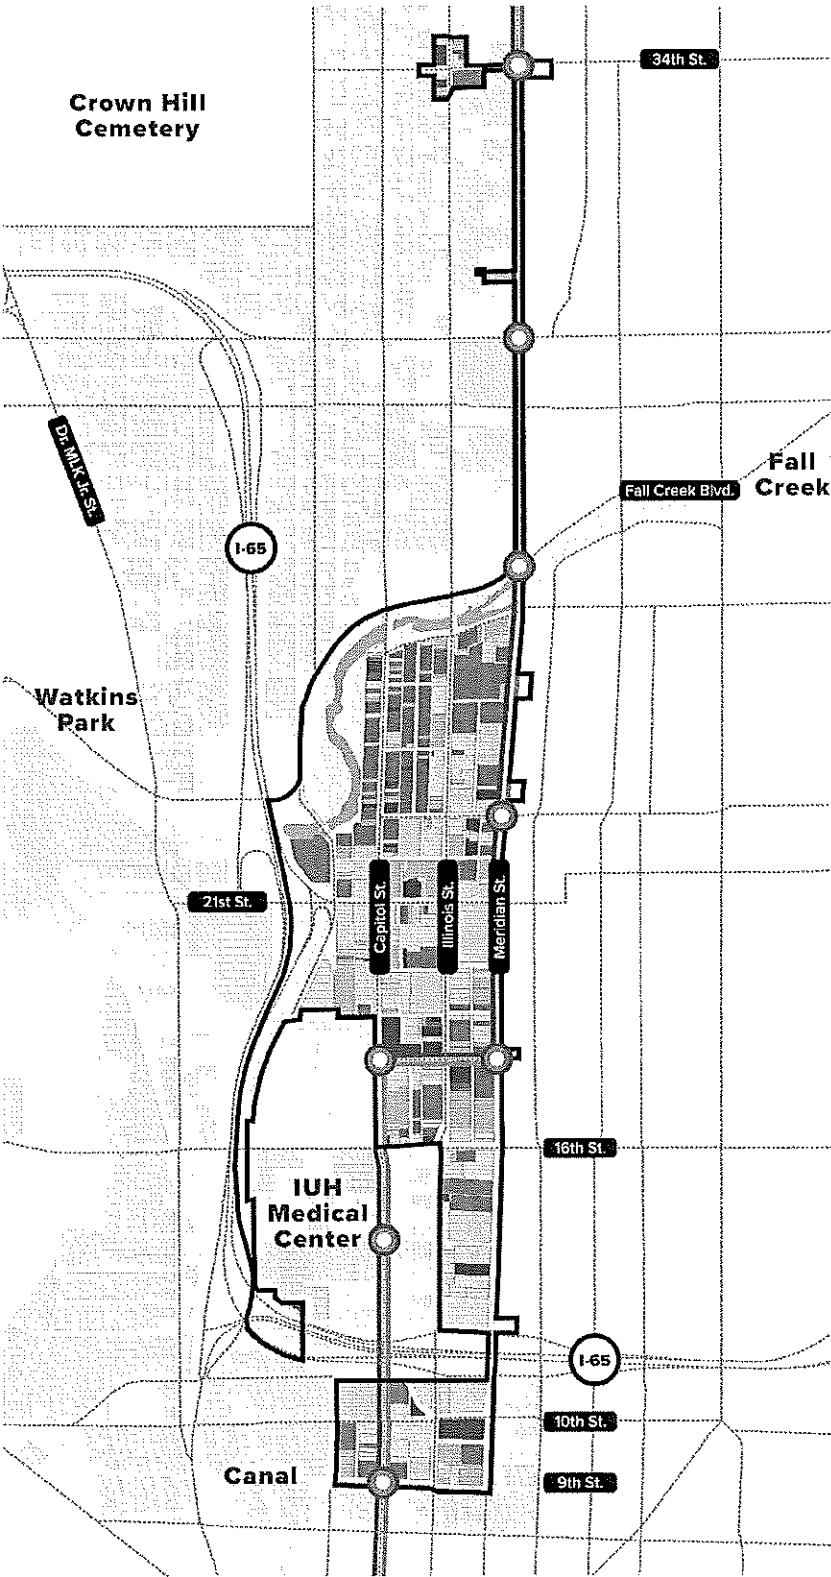 34th St.
Crown Hill
Cemetery
Dr. MLK Jr. St.
Fall
Creek
Fall Creek Blvd.
I-65
Watkins
Park
21st St.
Capitol St.
Illinois St.
Meridian St.
16th St.
IUH
Medical
Center
I-65
10th St.
Canal
9th St.